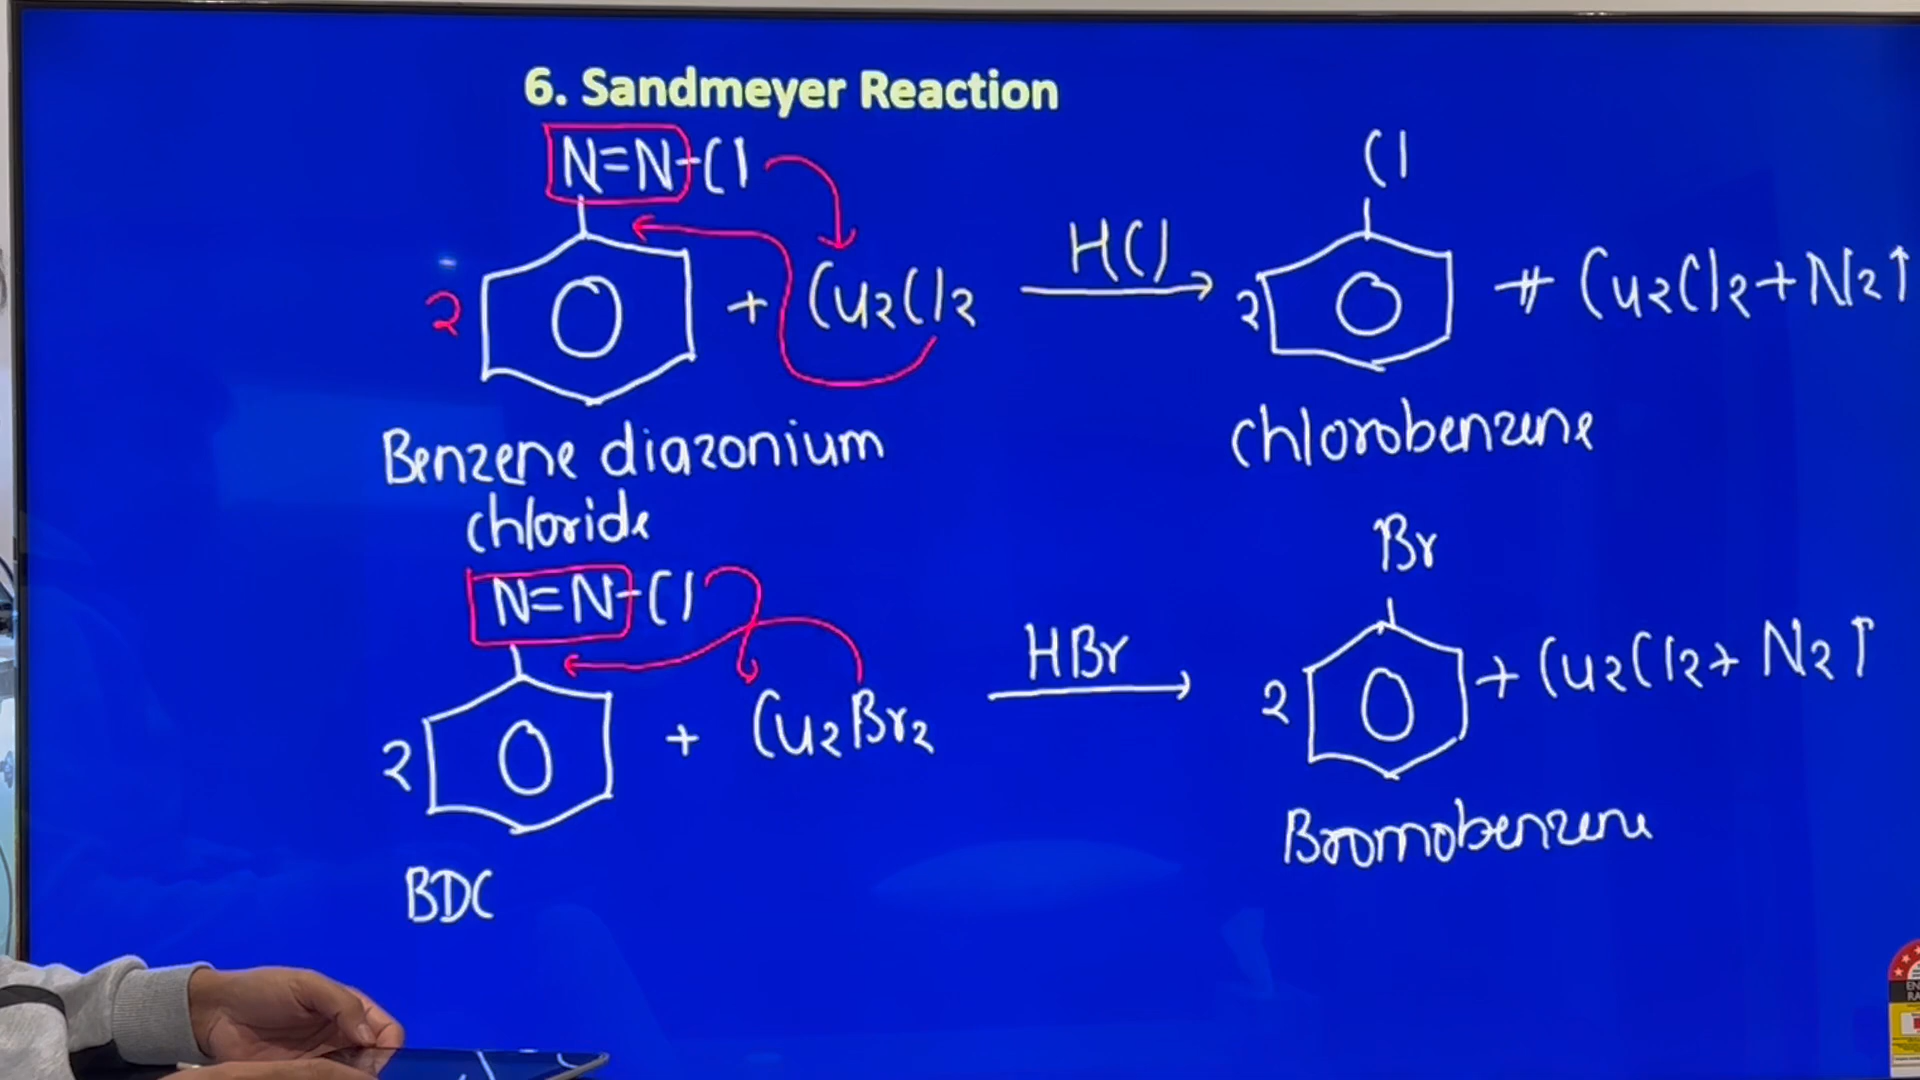 6. Sandmeyer Reaction
N=N-Cl
Cl
2 + Cu2Cl2 HCl 2 + Cu2Cl2 + N2↑
Benzene diazonium
chloride
chlorobenzene
N=N-Cl
Br
2 + Cu2Br2 HBr 2 + Cu2Cl2 + N2↑
BDC
Bromobenzene